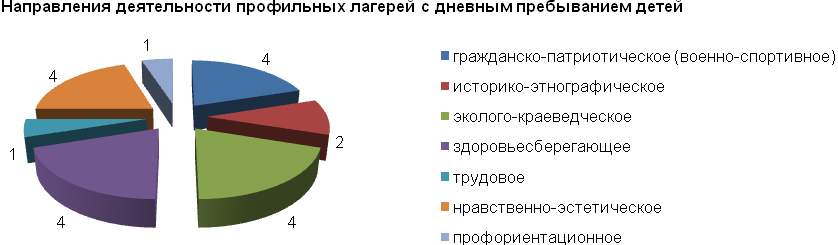 Направления деятельности профильных лагерей с дневным пребыванием детей
1
4
4
2
1
4
4
гражданско-патриотическое (военно-спортивное)
историко-этнографическое
эколого-краеведческое
здоровьесберегающее
трудовое
нравственно-эстетическое
профориентационное